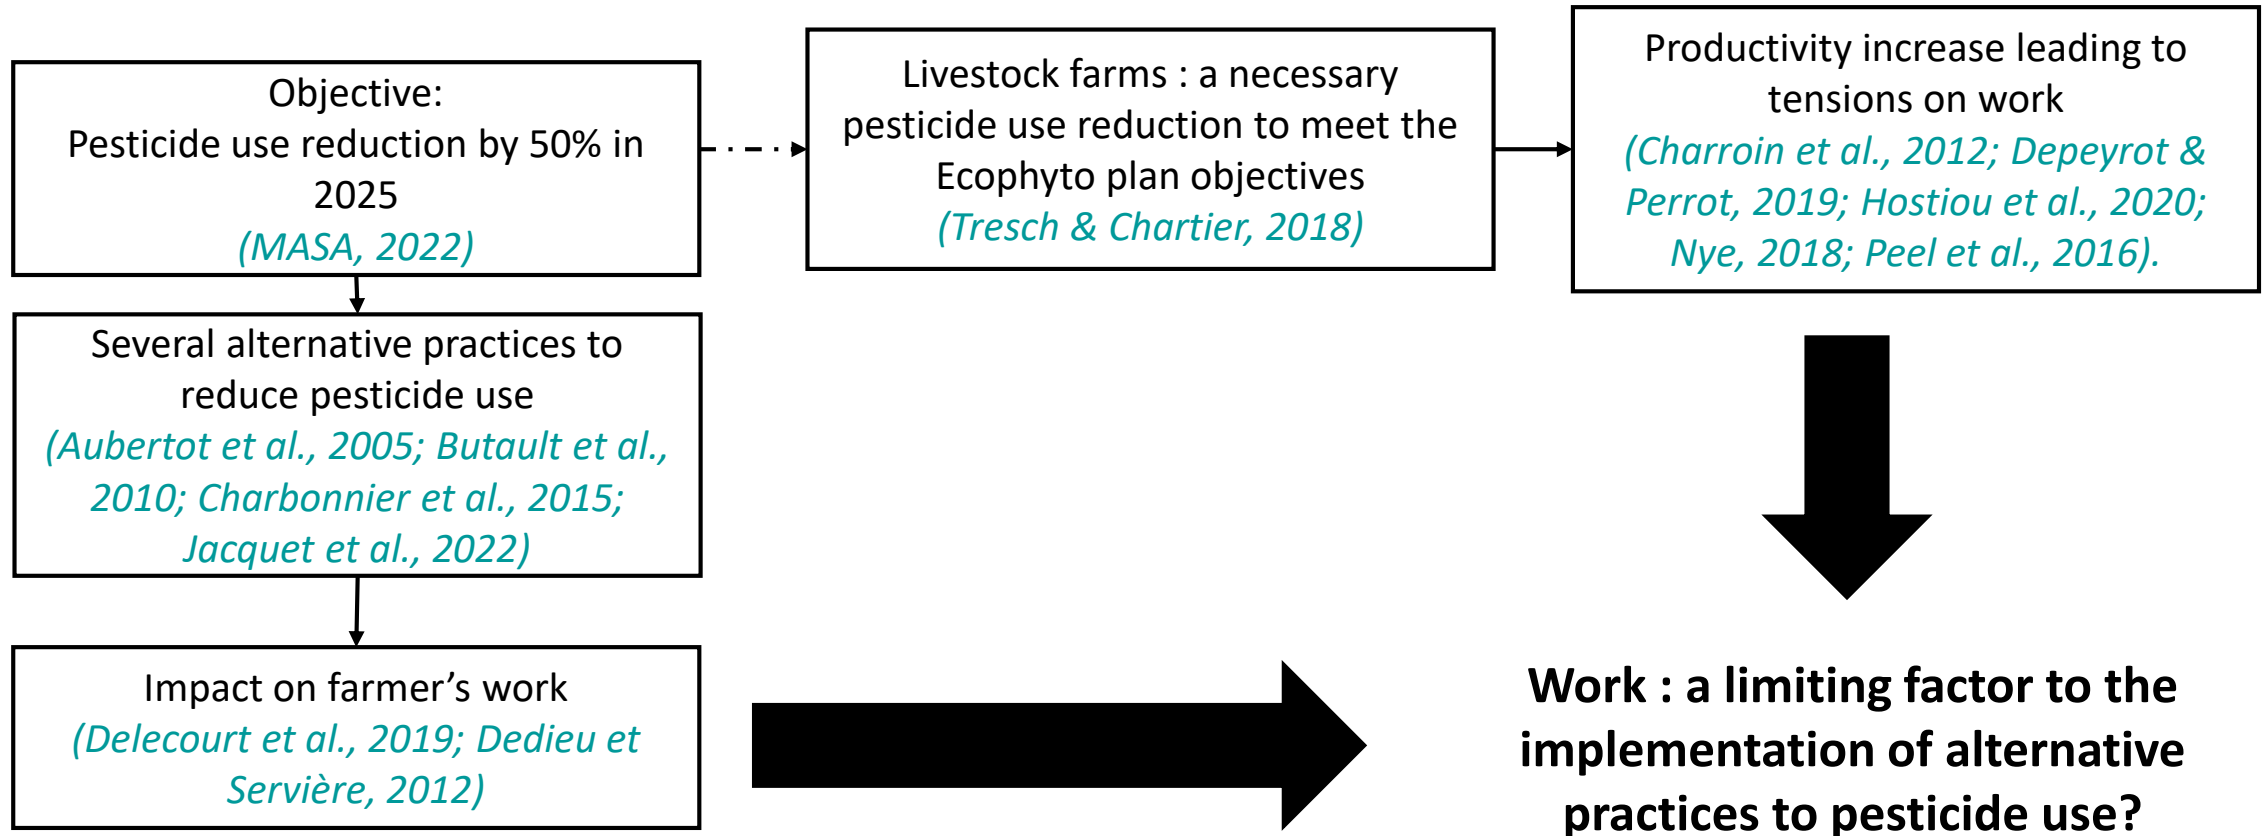 Objective:
Pesticide use reduction by 50% in
2025
(MASA, 2022)
Livestock farms : a necessary
pesticide use reduction to meet the
Ecophyto plan objectives
(Tresch & Chartier, 2018)
Productivity increase leading to
tensions on work
(Charroin et al., 2012; Depeyrot &
Perrot, 2019; Hostiou et al., 2020;
Nye, 2018; Peel et al., 2016).
Several alternative practices to
reduce pesticide use
(Aubertot et al., 2005; Butault et al.,
2010; Charbonnier et al., 2015;
Jacquet et al., 2022)
Impact on farmer’s work
(Delecourt et al., 2019; Dedieu et
Servière, 2012)
Work : a limiting factor to the
implementation of alternative
practices to pesticide use?